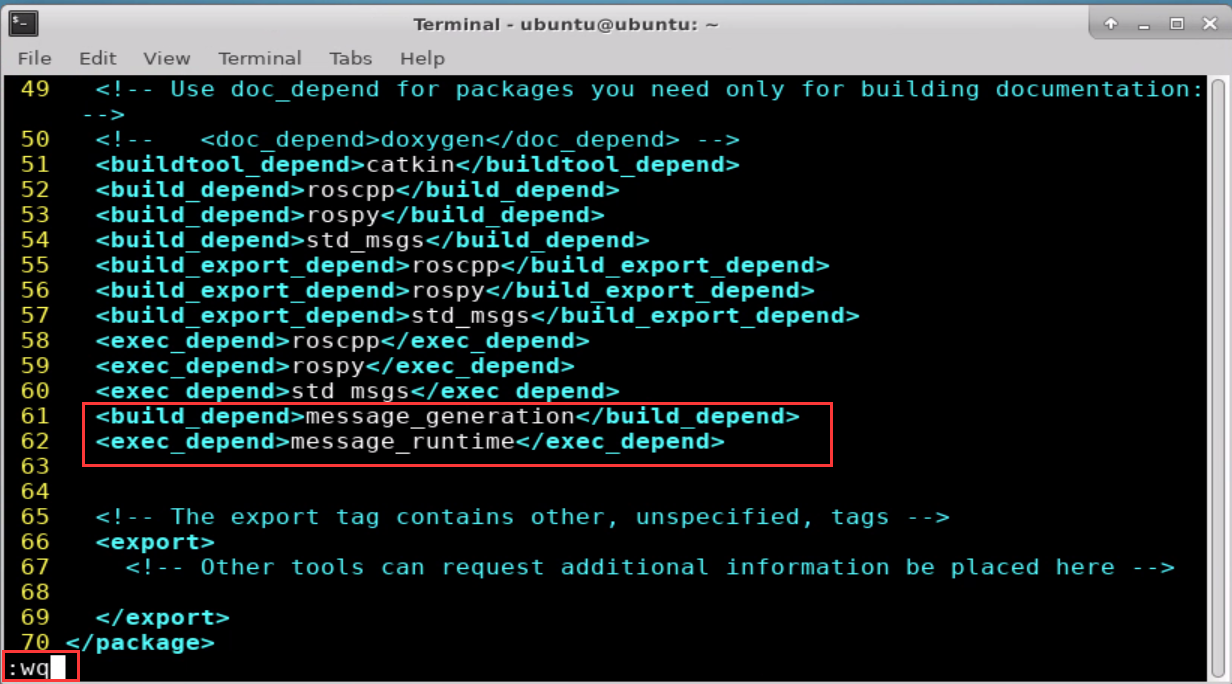 Terminal - ubuntu@ubuntu: ~
File Edit View Terminal Tabs Help
49 <!-- Use doc_depend for packages you need only for building documentation:
-->
50 <!--   <doc_depend>doxygen</doc_depend> -->
51 <buildtool_depend>catkin</buildtool_depend>
52 <build_depend>roscpp</build_depend>
53 <build_depend>rospy</build_depend>
54 <build_depend>std_msgs</build_depend>
55 <build_export_depend>roscpp</build_export_depend>
56 <build_export_depend>rospy</build_export_depend>
57 <build_export_depend>std_msgs</build_export_depend>
58 <exec_depend>roscpp</exec_depend>
59 <exec_depend>rospy</exec_depend>
60 <exec_depend>std_msgs</exec_depend>
61 <build_depend>message_generation</build_depend>
62 <exec_depend>message_runtime</exec_depend>
63
64
65 <!-- The export tag contains other, unspecified, tags -->
66 <export>
67 <!-- Other tools can request additional information be placed here -->
68
69 </export>
70 </package>
:wq